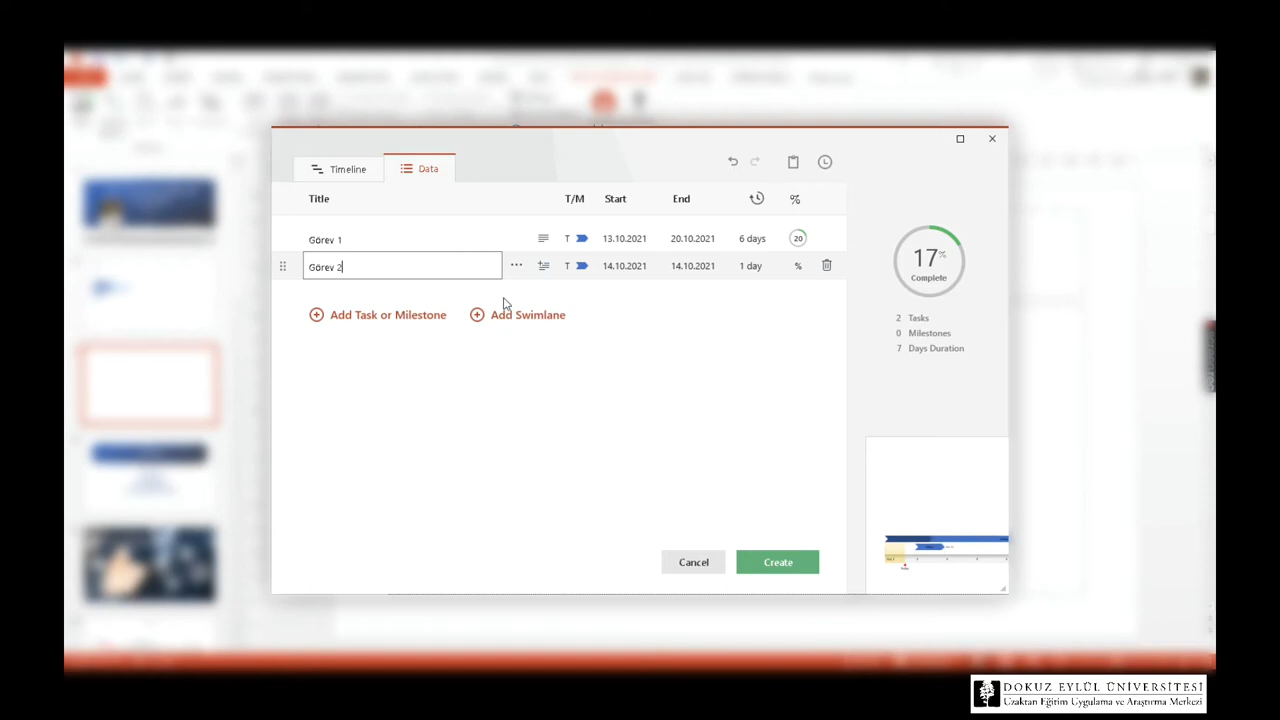 Timeline
Data
Title T/M Start End %
Görev 1 T 13.10.2021 20.10.2021 6 days 20
Görev 2 ... T 14.10.2021 14.10.2021 1 day %
Add Task or Milestone Add Swimlane
17%
Complete
2 Tasks
0 Milestones
7 Days Duration
Cancel Create
DOKUZ EYLÜL ÜNİVERSİTESİ
Uzaktan Eğitim Uygulama ve Araştırma Merkezi